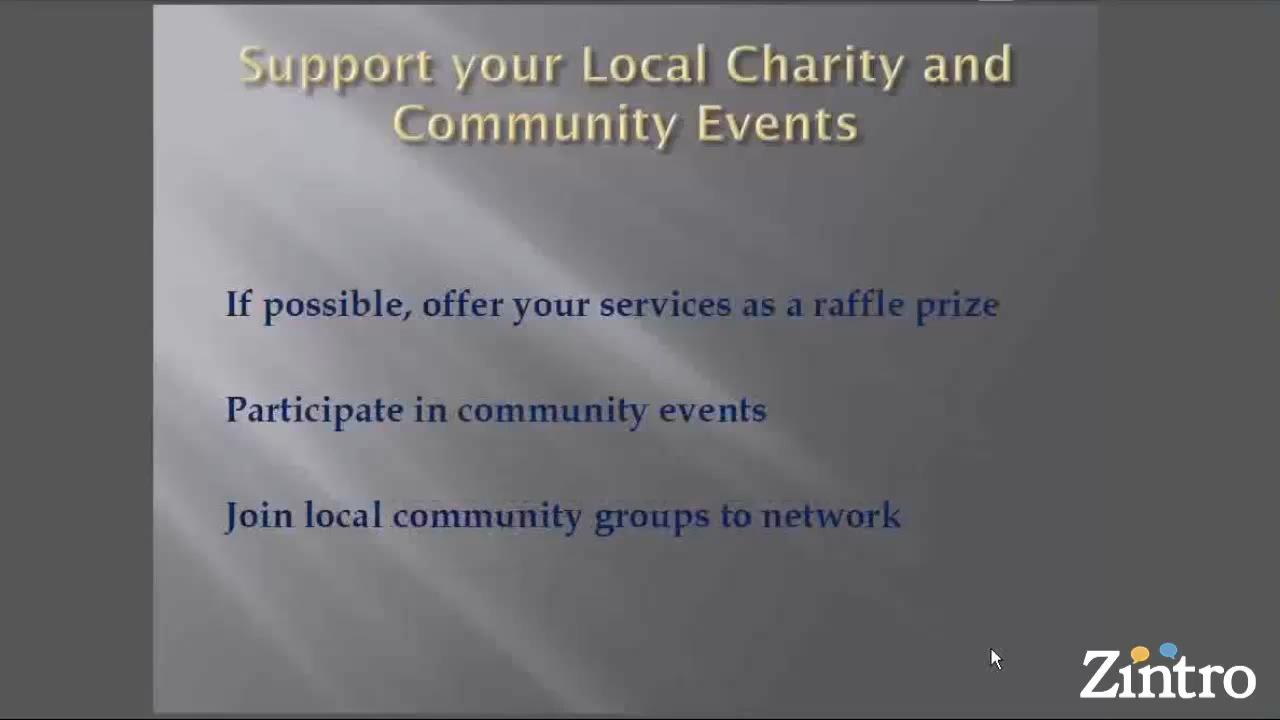 Support your Local Charity and
Community Events
If possible, offer your services as a raffle prize
Participate in community events
Join local community groups to network
Zintro